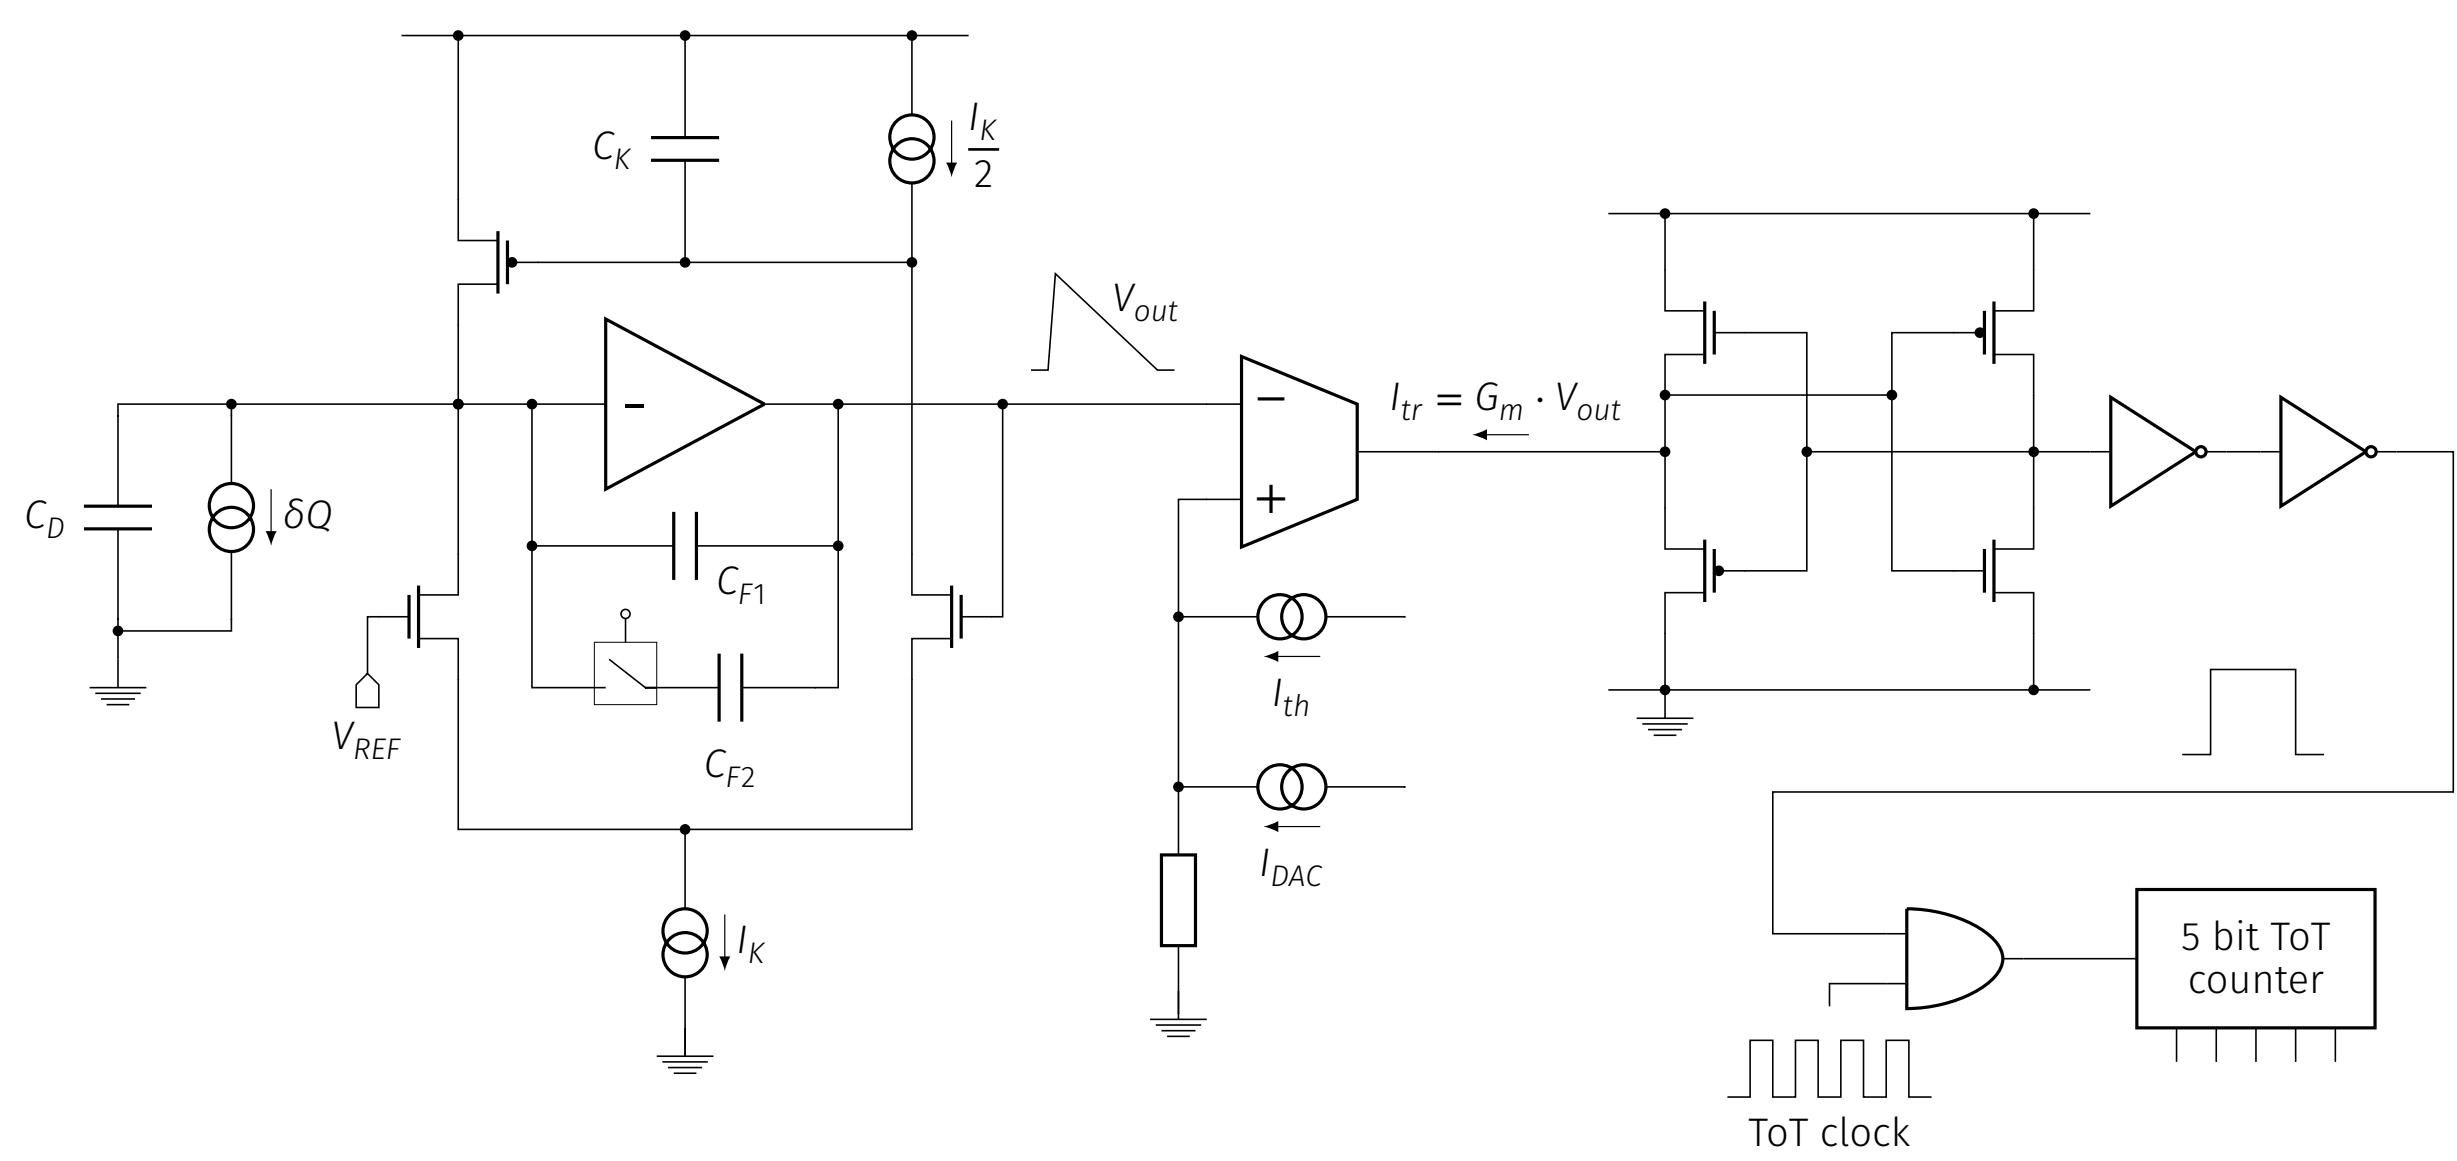 C_K
I_K
2
V_out
I_tr = G_m · V_out
C_D
δQ
C_F1
V_REF
C_F2
I_th
I_DAC
I_K
5 bit ToT
counter
ToT clock